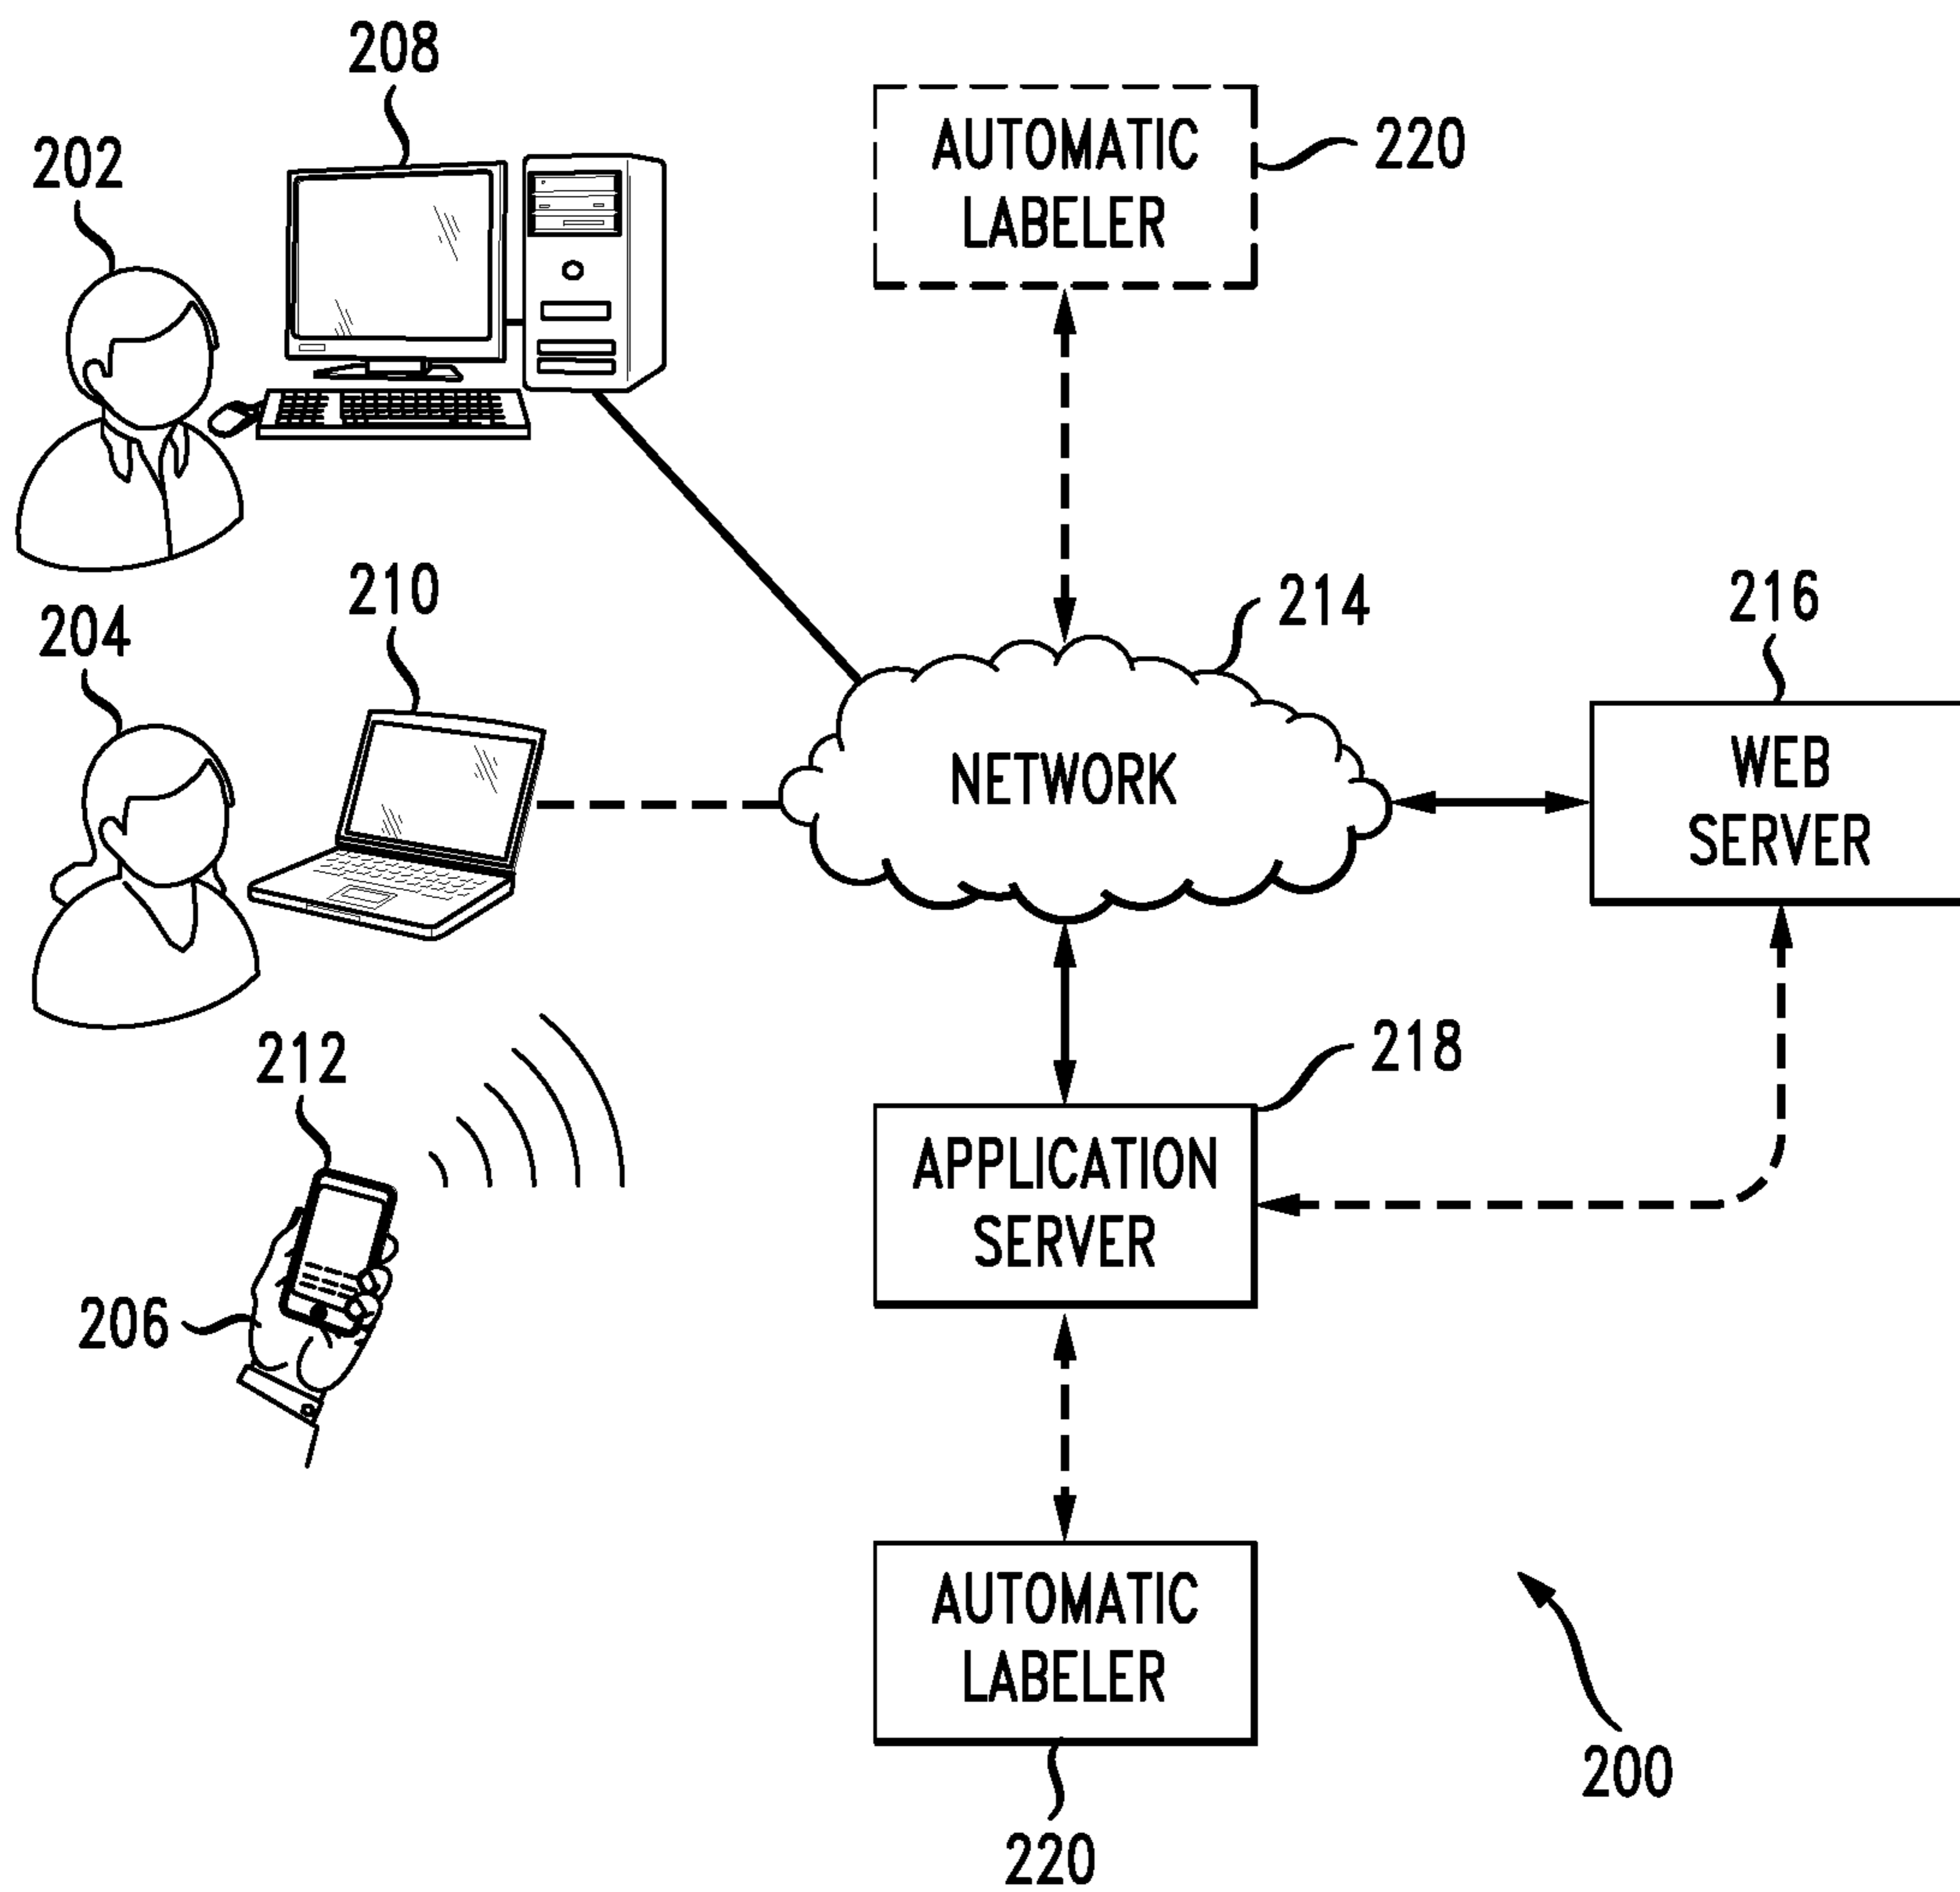 208
202
AUTOMATIC
LABELER
220
210
204
214
216
NETWORK
WEB
SERVER
212
218
APPLICATION
SERVER
206
AUTOMATIC
LABELER
200
220